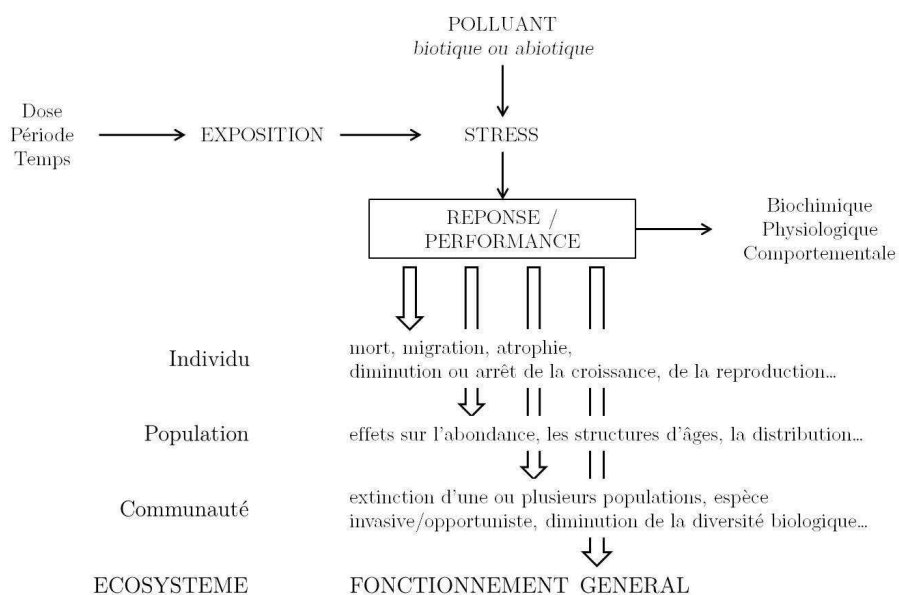 POLLUANT
biotique ou abiotique
Dose
Période
Temps
EXPOSITION
STRESS
REPONSE /
PERFORMANCE
Biochimique
Physiologique
Comportementale
Individu
mort, migration, atrophie,
diminution ou arrêt de la croissance, de la reproduction...
Population
effets sur l'abondance, les structures d'âges, la distribution...
Communauté
extinction d'une ou plusieurs populations, espèce
invasive/opportuniste, diminution de la diversité biologique...
ECOSYSTEME
FONCTIONNEMENT GENERAL